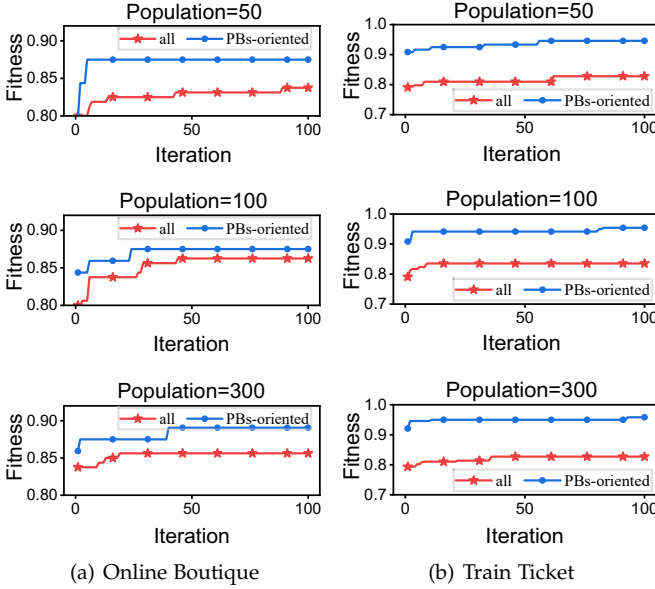 Population=50
0.90
0.85
0.80
Fitness
all
PBs-oriented
0
50
100
Iteration
Population=100
0.90
0.85
0.80
Fitness
all
PBs-oriented
0
50
100
Iteration
Population=300
0.90
0.85
0.80
Fitness
all
PBs-oriented
0
50
100
Iteration
(a) Online Boutique
Population=50
1.0
0.9
0.8
0.7
Fitness
all
PBs-oriented
0
50
100
Iteration
Population=100
1.0
0.9
0.8
0.7
Fitness
all
PBs-oriented
0
50
100
Iteration
Population=300
1.0
0.9
0.8
0.7
Fitness
all
PBs-oriented
0
50
100
Iteration
(b) Train Ticket